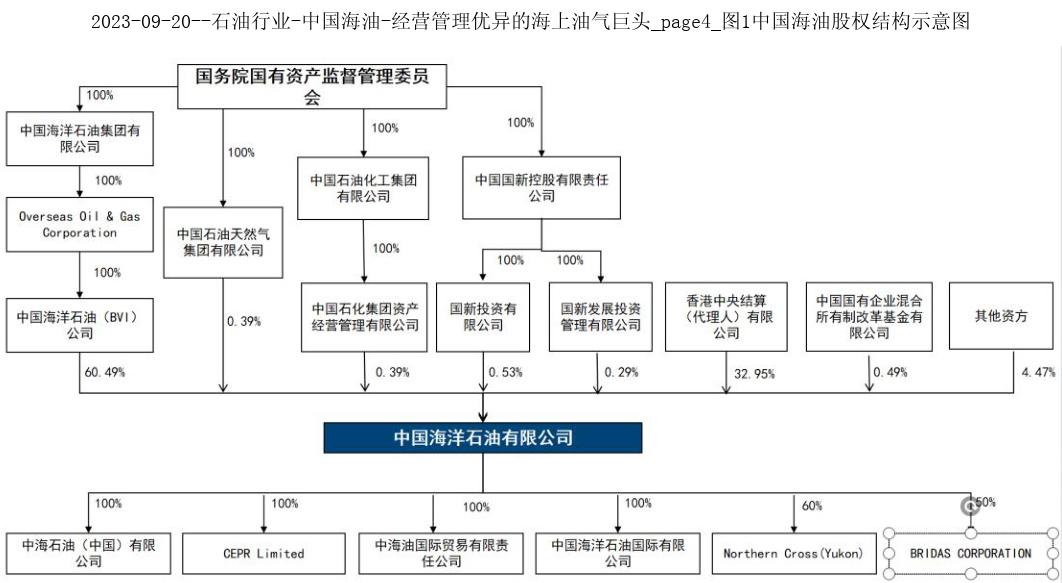 2023-09-20--石油行业-中国海油-经营管理优异的海上油气巨头_page4_图1中国海油股权结构示意图
国务院国有资产监督管理委员
会
100%
100%
100%
100%
中国海洋石油集团有
限公司
中国石油化工集团
有限公司
中国国新控股有限责任
公司
100%
Overseas Oil & Gas
Corporation
中国石油天然气
集团有限公司
100%
100%
100%
100%
中国海洋石油（BVI）
公司
0.39%
中国石化集团资产
经营管理有限公司
国新投资有
限公司
国新发展投资
管理有限公司
香港中央结算
（代理人）有限
公司
中国国有企业混合
所有制改革基金有
限公司
其他资方
60.49%
0.39%
0.53%
0.29%
32.95%
0.49%
4.47%
中国海洋石油有限公司
100%
100%
100%
100%
60%
50%
中海石油（中国）有限
公司
CEPR Limited
中海油国际贸易有限责
任公司
中国海洋石油国际有限
公司
Northern Cross(Yukon)
BRIDAS CORPORATION